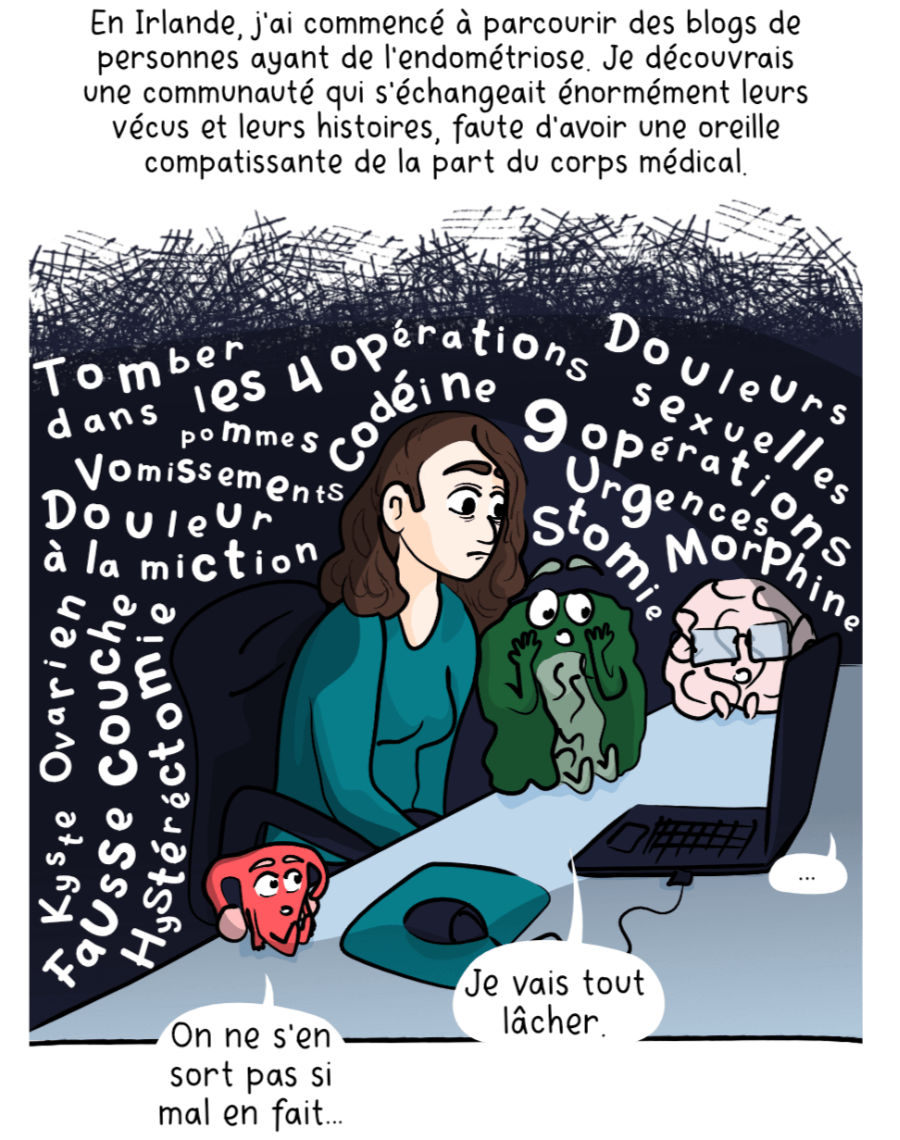 En Irlande, j'ai commencé à parcourir des blogs de
personnes ayant de l'endométriose. Je découvrais
une communauté qui s'échangeait énormément leurs
vécus et leurs histoires, faute d'avoir une oreille
compatissante de la part du corps médical.
Tomber
dans les
pommes
4 opérations
Codéine
Vomissements
Douleur
à la miction
Kyste Ovarien
Fausse couche
Hystéréctomie
Douleurs
sexuelles
9 opérations
Urgences
Stomie
Morphine
...
Je vais tout
lâcher.
On ne s'en
sort pas si
mal en fait...